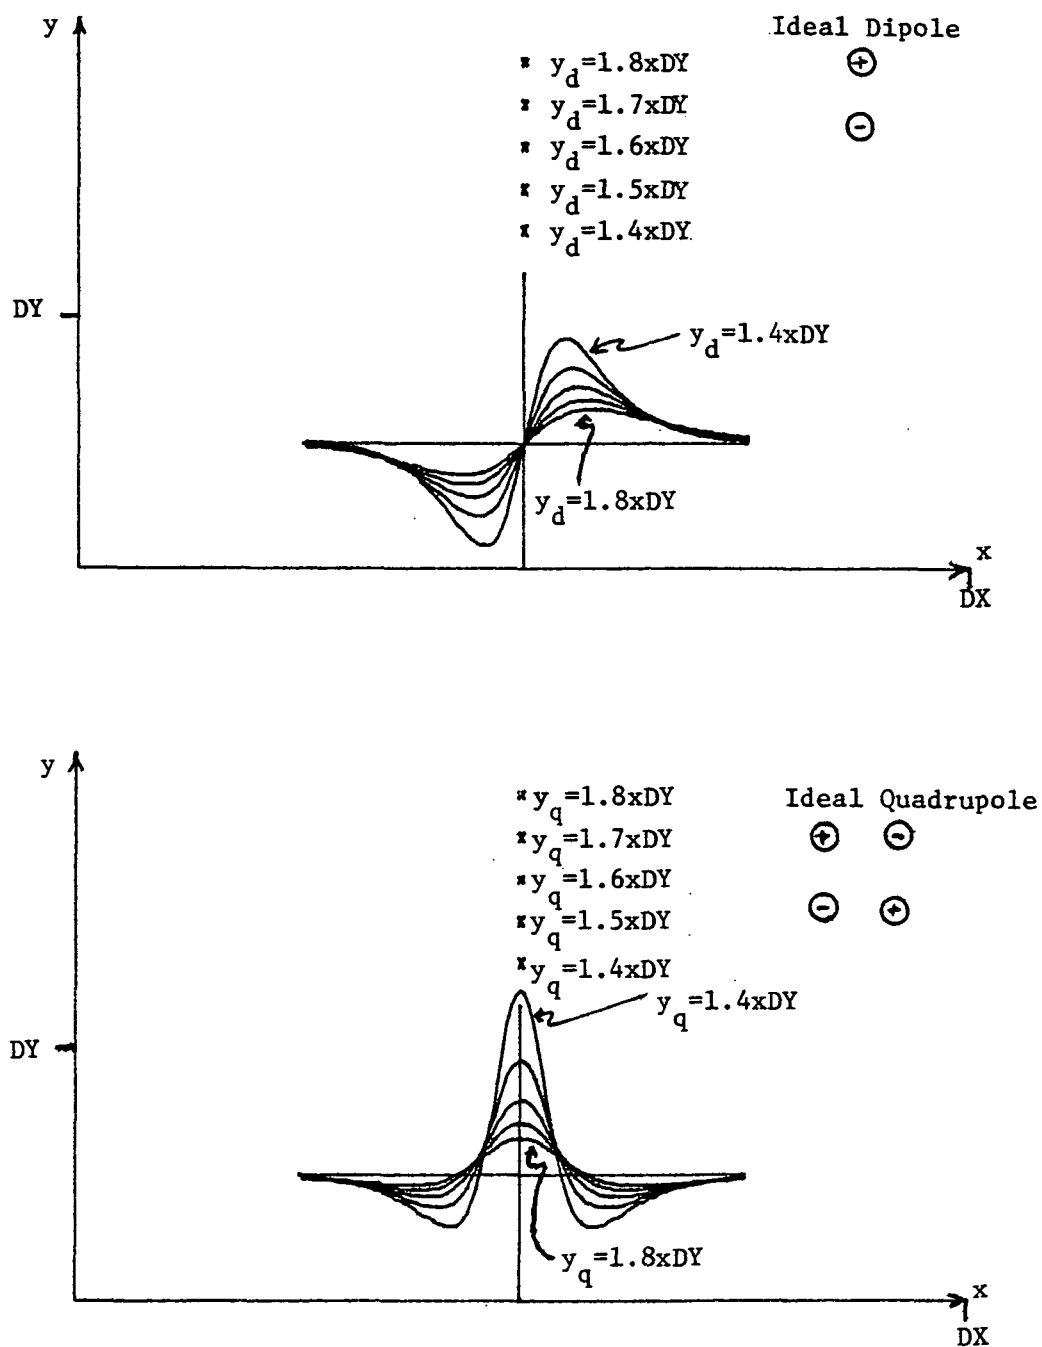 y
Ideal Dipole
+
-
y_d=1.8xDY
y_d=1.7xDY
y_d=1.6xDY
y_d=1.5xDY
y_d=1.4xDY
DY
y_d=1.4xDY
y_d=1.8xDY
x
DX
y
Ideal Quadrupole
+ -
- +
y_q=1.8xDY
y_q=1.7xDY
y_q=1.6xDY
y_q=1.5xDY
y_q=1.4xDY
y_q=1.4xDY
DY
y_q=1.8xDY
x
DX